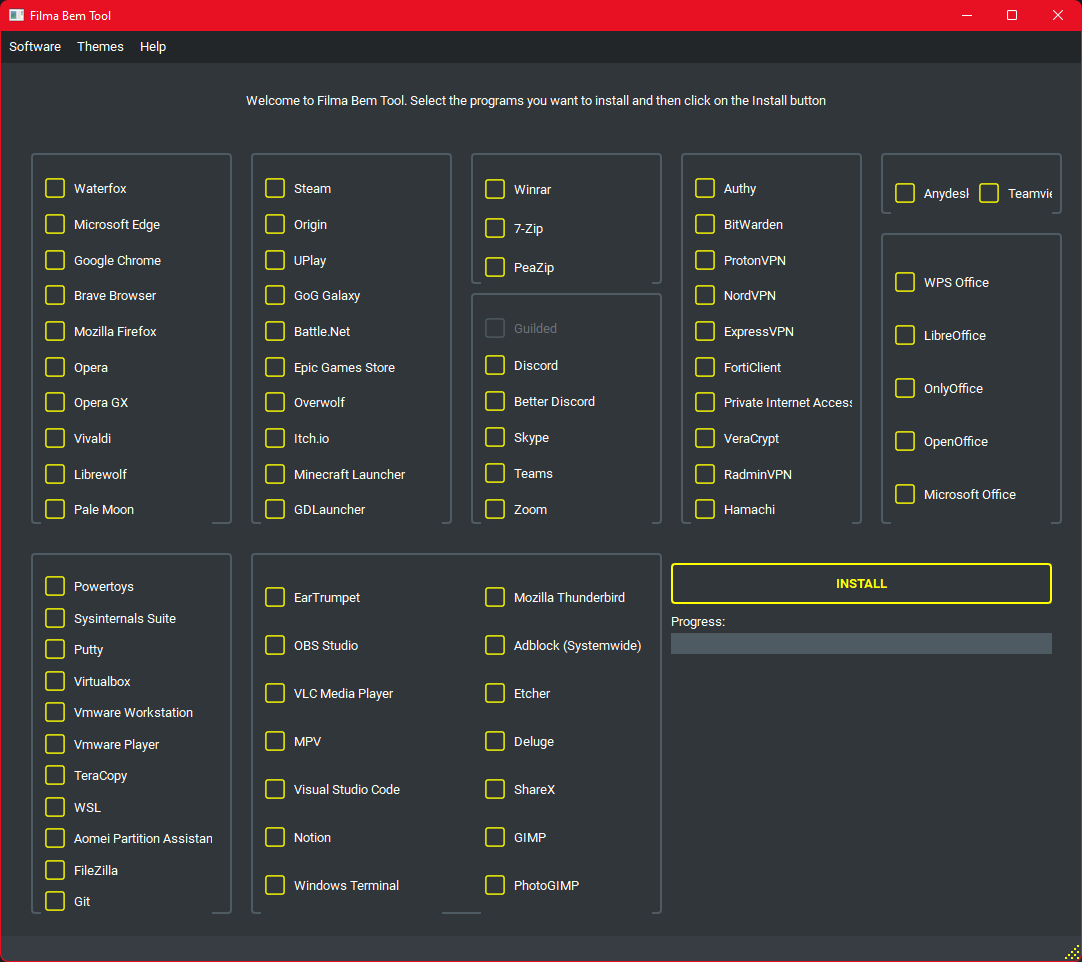 Filma Bem Tool
Software Themes Help
Welcome to Filma Bem Tool. Select the programs you want to install and then click on the Install button
Waterfox
Microsoft Edge
Google Chrome
Brave Browser
Mozilla Firefox
Opera
Opera GX
Vivaldi
Librewolf
Pale Moon
Steam
Origin
UPlay
GoG Galaxy
Battle.Net
Epic Games Store
Overwolf
Itch.io
Minecraft Launcher
GDLauncher
Winrar
7-Zip
PeaZip
Guilded
Discord
Better Discord
Skype
Teams
Zoom
Authy
BitWarden
ProtonVPN
NordVPN
ExpressVPN
FortiClient
Private Internet Access
VeraCrypt
RadminVPN
Hamachi
Anydesk Teamvie
WPS Office
LibreOffice
OnlyOffice
OpenOffice
Microsoft Office
Powertoys
Sysinternals Suite
Putty
Virtualbox
Vmware Workstation
Vmware Player
TeraCopy
WSL
Aomei Partition Assistan
FileZilla
Git
EarTrumpet
OBS Studio
VLC Media Player
MPV
Visual Studio Code
Notion
Windows Terminal
Mozilla Thunderbird
Adblock (Systemwide)
Etcher
Deluge
ShareX
GIMP
PhotoGIMP
INSTALL
Progress: